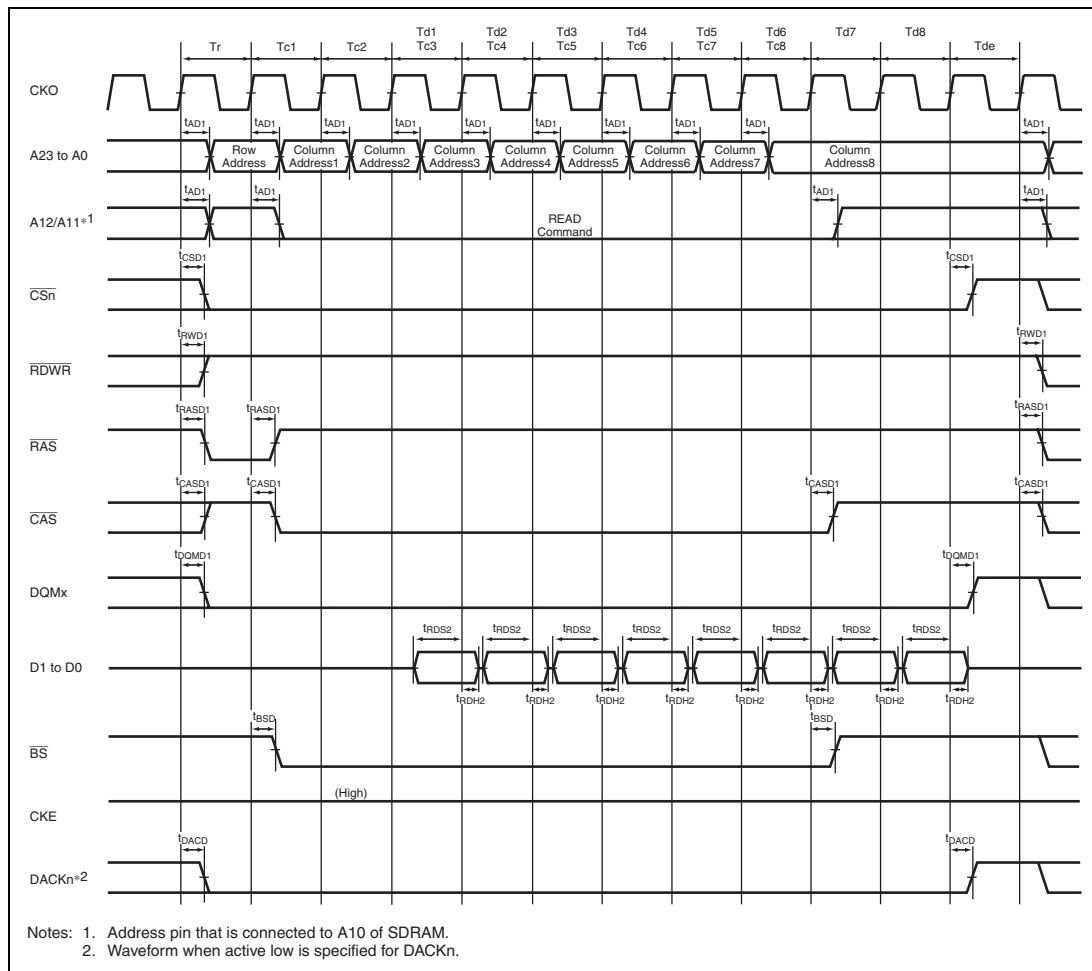 Td1 Td2 Td3 Td4 Td5 Td6 Td7 Td8
Tr Tc1 Tc2 Tc3 Tc4 Tc5 Tc6 Tc7 Tc8 Tde
CKO
tAD1 tAD1 tAD1 tAD1 tAD1 tAD1 tAD1 tAD1 tAD1 tAD1
A23 to A0
Row Address
Column Address1
Column Address2
Column Address3
Column Address4
Column Address5
Column Address6
Column Address7
Column Address8
tAD1 tAD1 tAD1 tAD1
A12/A11*1
READ Command
tCSD1 tCSD1
CSn
tRWD1 tRWD1
RDWR
tRASD1 tRASD1 tRASD1
RAS
tCASD1 tCASD1 tCASD1 tCASD1
CAS
tDQMD1 tDQMD1
DQMx
tRDS2 tRDS2 tRDS2 tRDS2 tRDS2 tRDS2 tRDS2 tRDS2
D1 to D0
tRDH2 tRDH2 tRDH2 tRDH2 tRDH2 tRDH2 tRDH2 tRDH2
tBSD tBSD
BS
(High)
CKE
tDACD tDACD
DACKn*2
Notes: 1. Address pin that is connected to A10 of SDRAM.
2. Waveform when active low is specified for DACKn.